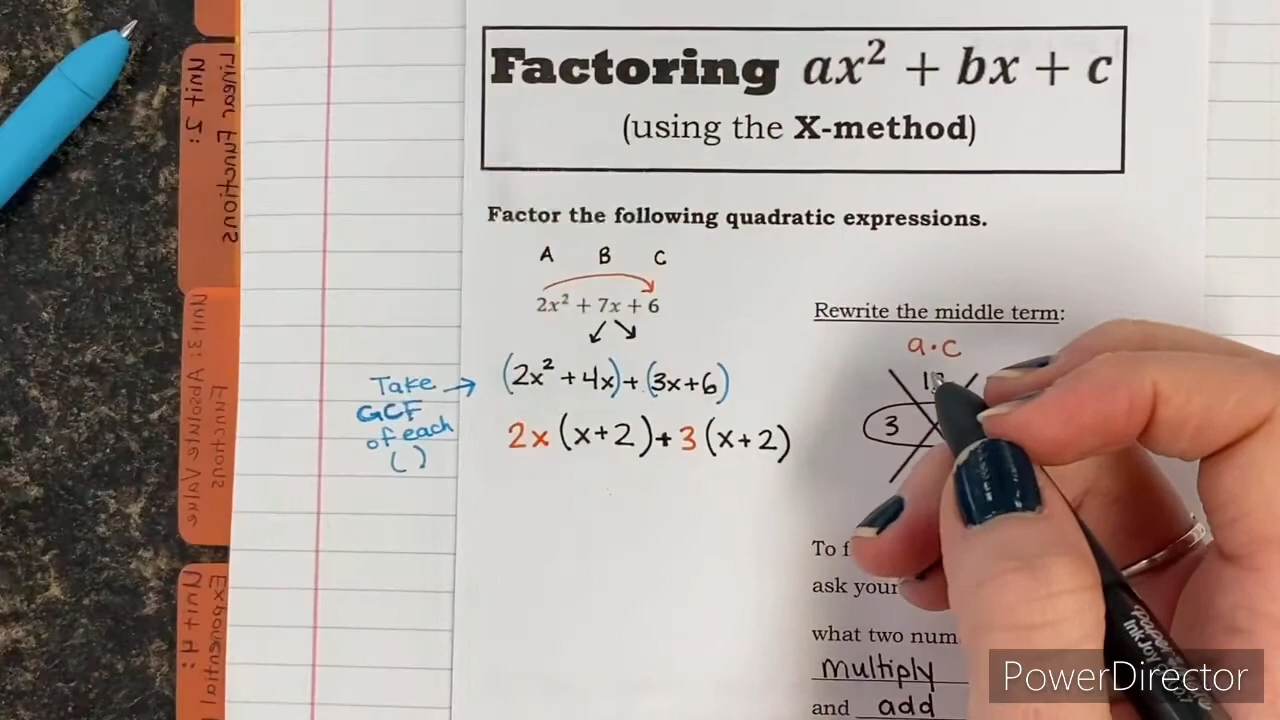 Factoring ax² + bx + c
(using the X-method)
Factor the following quadratic expressions.
A B C
2x² + 7x + 6
(2x² + 4x) + (3x+6)
2x (x+2) + 3 (x+2)
Take →
GCF
of each
( )
Rewrite the middle term:
a·c
3
To f
ask your
what two num
multiply
and add
Linear Functions
Unit 2:
Functions
Unit 3: Absolute Value
Exponential
Unit 4:
InkJoy
PowerDirector